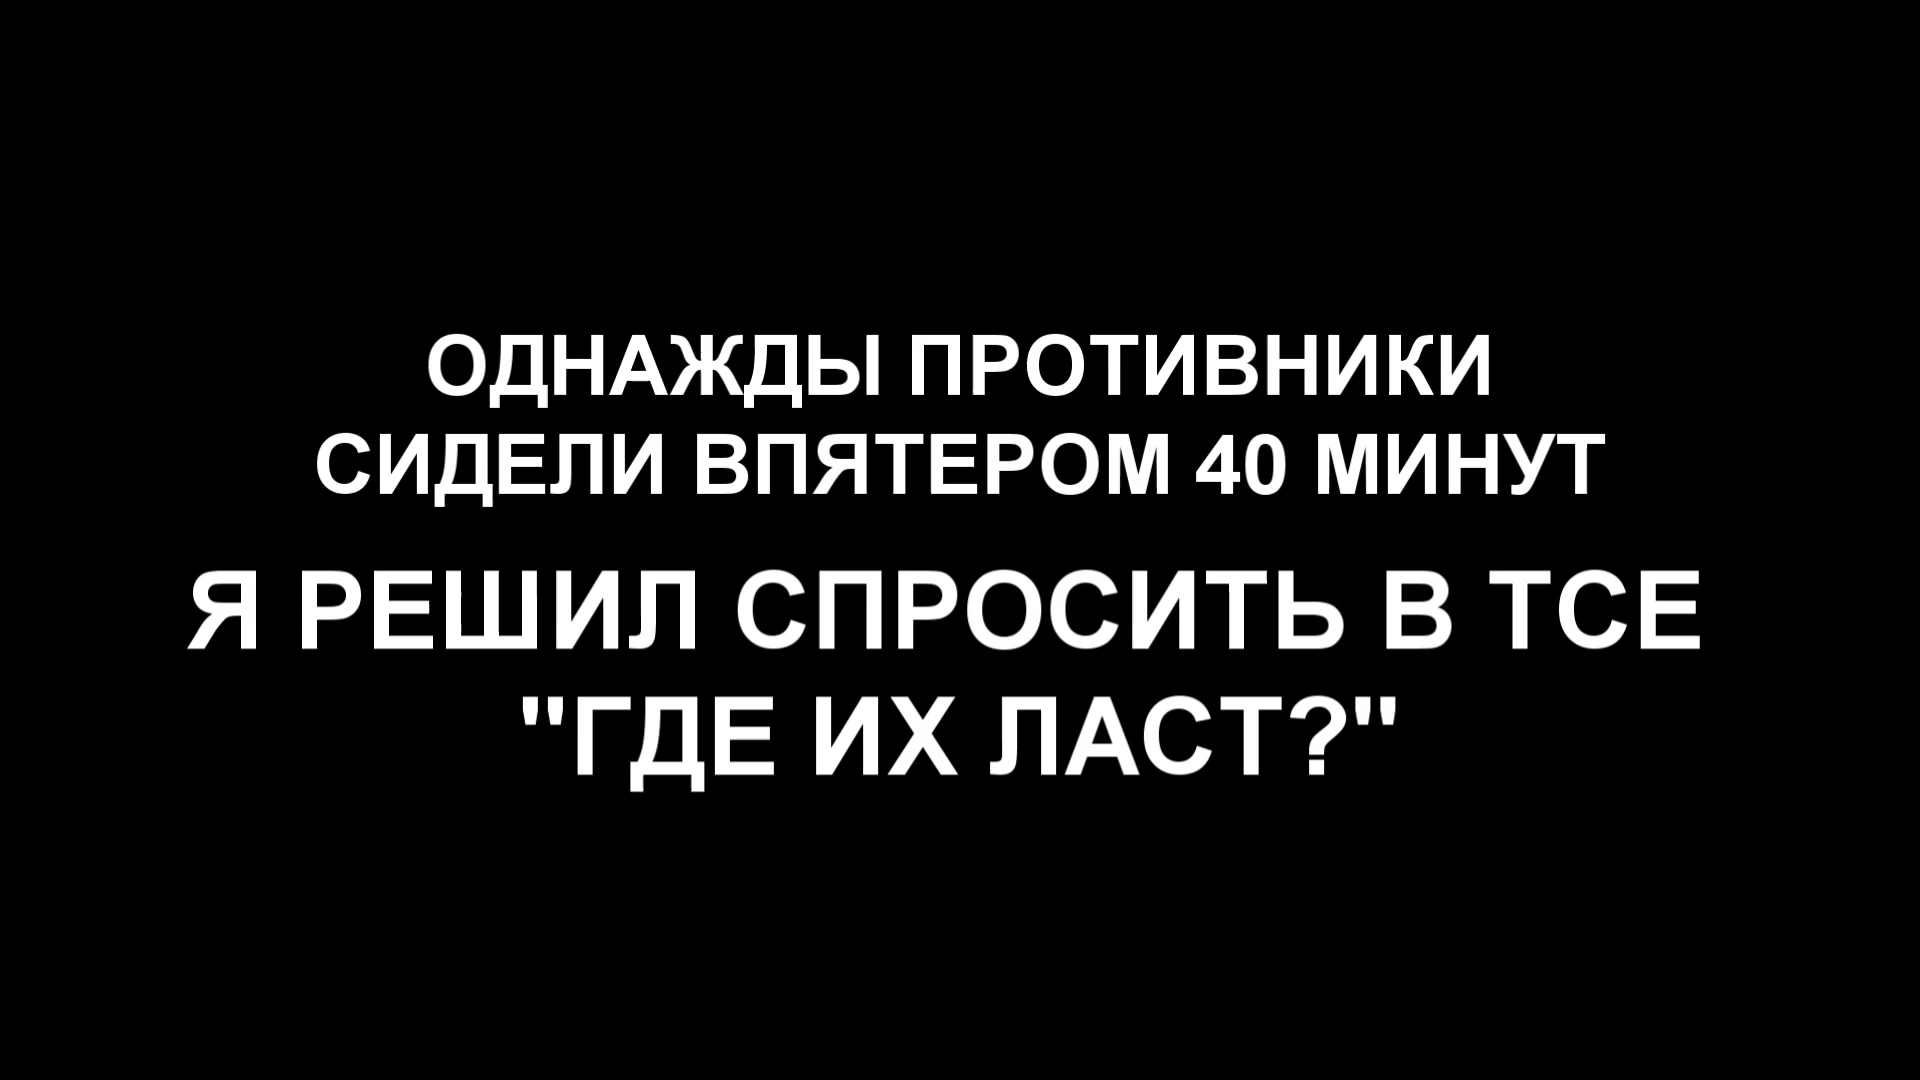 ОДНАЖДЫ ПРОТИВНИКИ
СИДЕЛИ ВПЯТЕРОМ 40 МИНУТ
Я РЕШИЛ СПРОСИТЬ В ТСЕ
"ГДЕ ИХ ЛАСТ?"